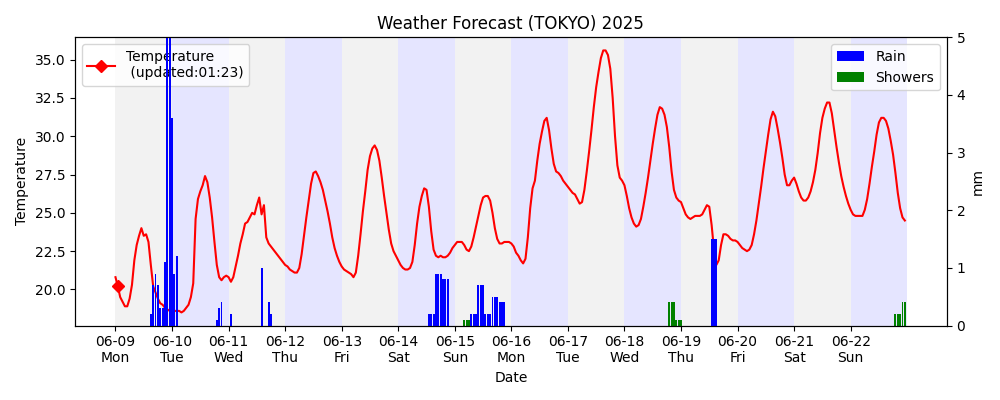 Weather Forecast (TOKYO) 2025
Temperature
(updated:01:23)
Rain
Showers
35.0
32.5
30.0
27.5
25.0
22.5
20.0
Temperature
5
4
3
2
1
0
mm
06-09 06-10 06-11 06-12 06-13 06-14 06-15 06-16 06-17 06-18 06-19 06-20 06-21 06-22
Mon Tue Wed Thu Fri Sat Sun Mon Tue Wed Thu Fri Sat Sun
Date